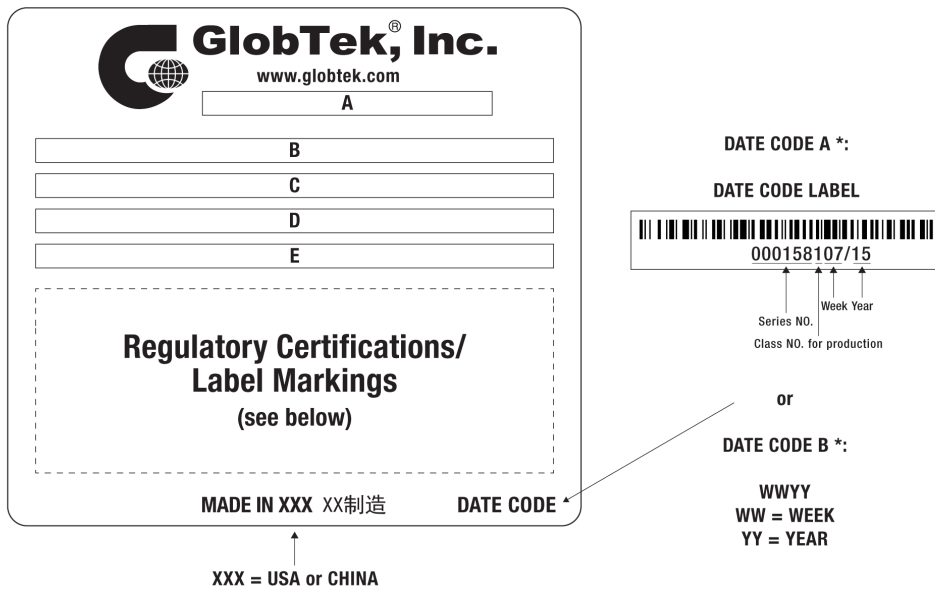 GlobTek®, Inc.
www.globtek.com
A
B
C
D
E
Regulatory Certifications/
Label Markings
(see below)
MADE IN XXX XX制造 DATE CODE
XXX = USA or CHINA
DATE CODE A *:
DATE CODE LABEL
000158107/15
Week Year
Series NO.
Class NO. for production
or
DATE CODE B *:
WWYY
WW = WEEK
YY = YEAR